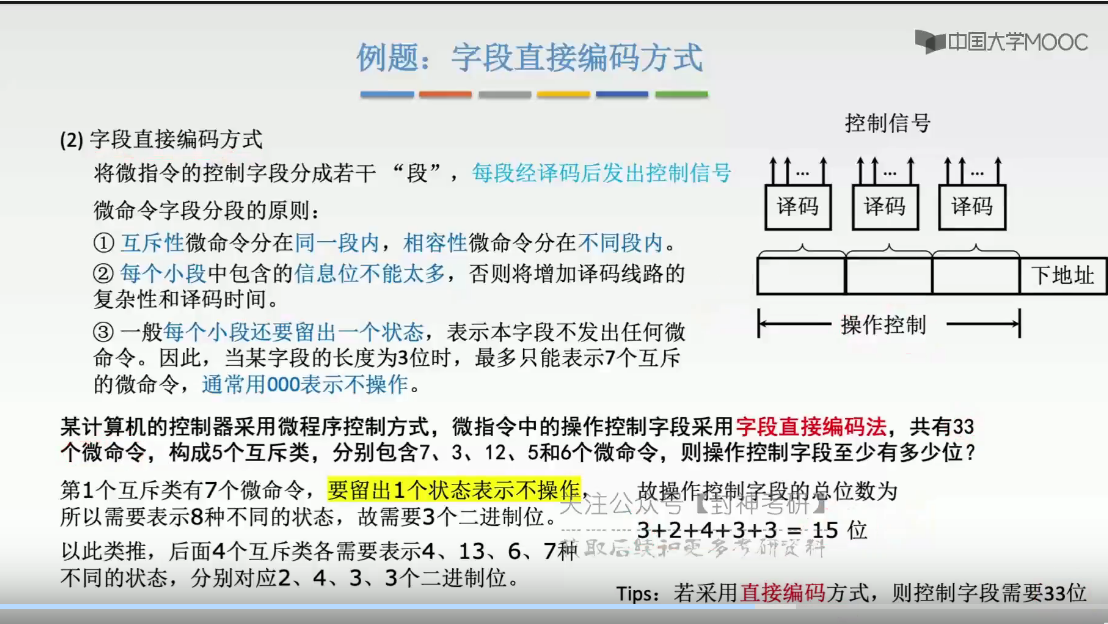 中国大学MOOC
例题：字段直接编码方式
(2) 字段直接编码方式
将微指令的控制字段分成若干 “段”，每段经译码后发出控制信号
微命令字段分段的原则：
① 互斥性微命令分在同一段内，相容性微命令分在不同段内。
② 每个小段中包含的信息位不能太多，否则将增加译码线路的
复杂性和译码时间。
③ 一般每个小段还要留出一个状态，表示本字段不发出任何微
命令。因此，当某字段的长度为3位时，最多只能表示7个互斥
的微命令，通常用000表示不操作。
控制信号
... ... ...
译码 译码 译码
下地址
操作控制
某计算机的控制器采用微程序控制方式，微指令中的操作控制字段采用字段直接编码法，共有33
个微命令，构成5个互斥类，分别包含7、3、12、5和6个微命令，则操作控制字段至少有多少位？
第1个互斥类有7个微命令，要留出1个状态表示不操作，
所以需要表示8种不同的状态，故需要3个二进制位。
以此类推，后面4个互斥类各需要表示4、13、6、7种
不同的状态，分别对应2、4、3、3个二进制位。
故操作控制字段的总位数为
3+2+4+3+3 = 15 位
关注公众号【封神考研】
获取后续和更多考研资料
Tips：若采用直接编码方式，则控制字段需要33位